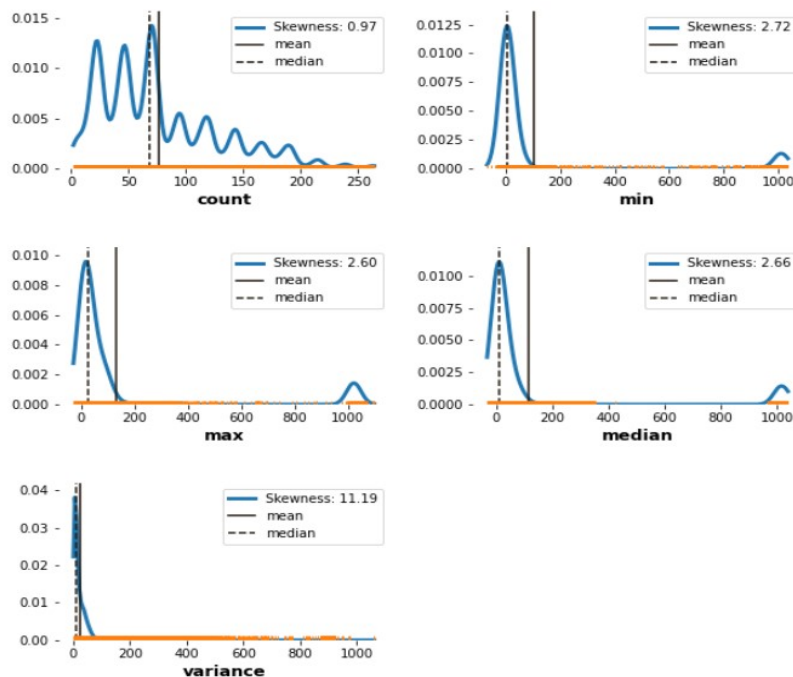 0.015
0.010
0.005
0.000
Skewness: 0.97
mean
median
0 50 100 150 200 250
count
0.0125
0.0100
0.0075
0.0050
0.0025
0.0000
Skewness: 2.72
mean
median
0 200 400 600 800 1000
min
0.010
0.008
0.006
0.004
0.002
0.000
Skewness: 2.60
mean
median
0 200 400 600 800 1000
max
0.0100
0.0075
0.0050
0.0025
0.0000
Skewness: 2.66
mean
median
0 200 400 600 800 1000
median
0.04
0.03
0.02
0.01
0.00
Skewness: 11.19
mean
median
0 200 400 600 800 1000
variance